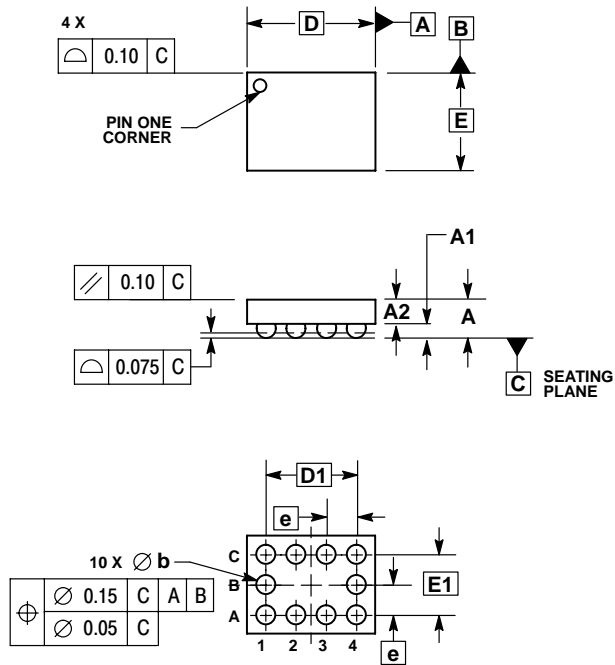 4 X
D
A
B
⌓ 0.10 C
PIN ONE
CORNER
E
A1
// 0.10 C
A2
A
⌓ 0.075 C
C
SEATING
PLANE
D1
e
10 X ∅ b
C
B
A
E1
⌖ ∅ 0.15 C A B
∅ 0.05 C
1 2 3 4
e